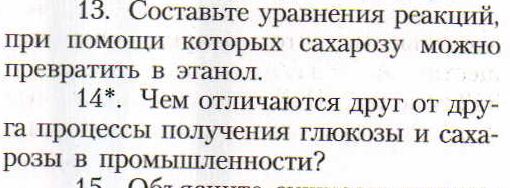 13. Составьте уравнения реакций,
при помощи которых сахарозу можно
превратить в этанол.
14*. Чем отличаются друг от дру-
га процессы получения глюкозы и саха-
розы в промышленности?
15.